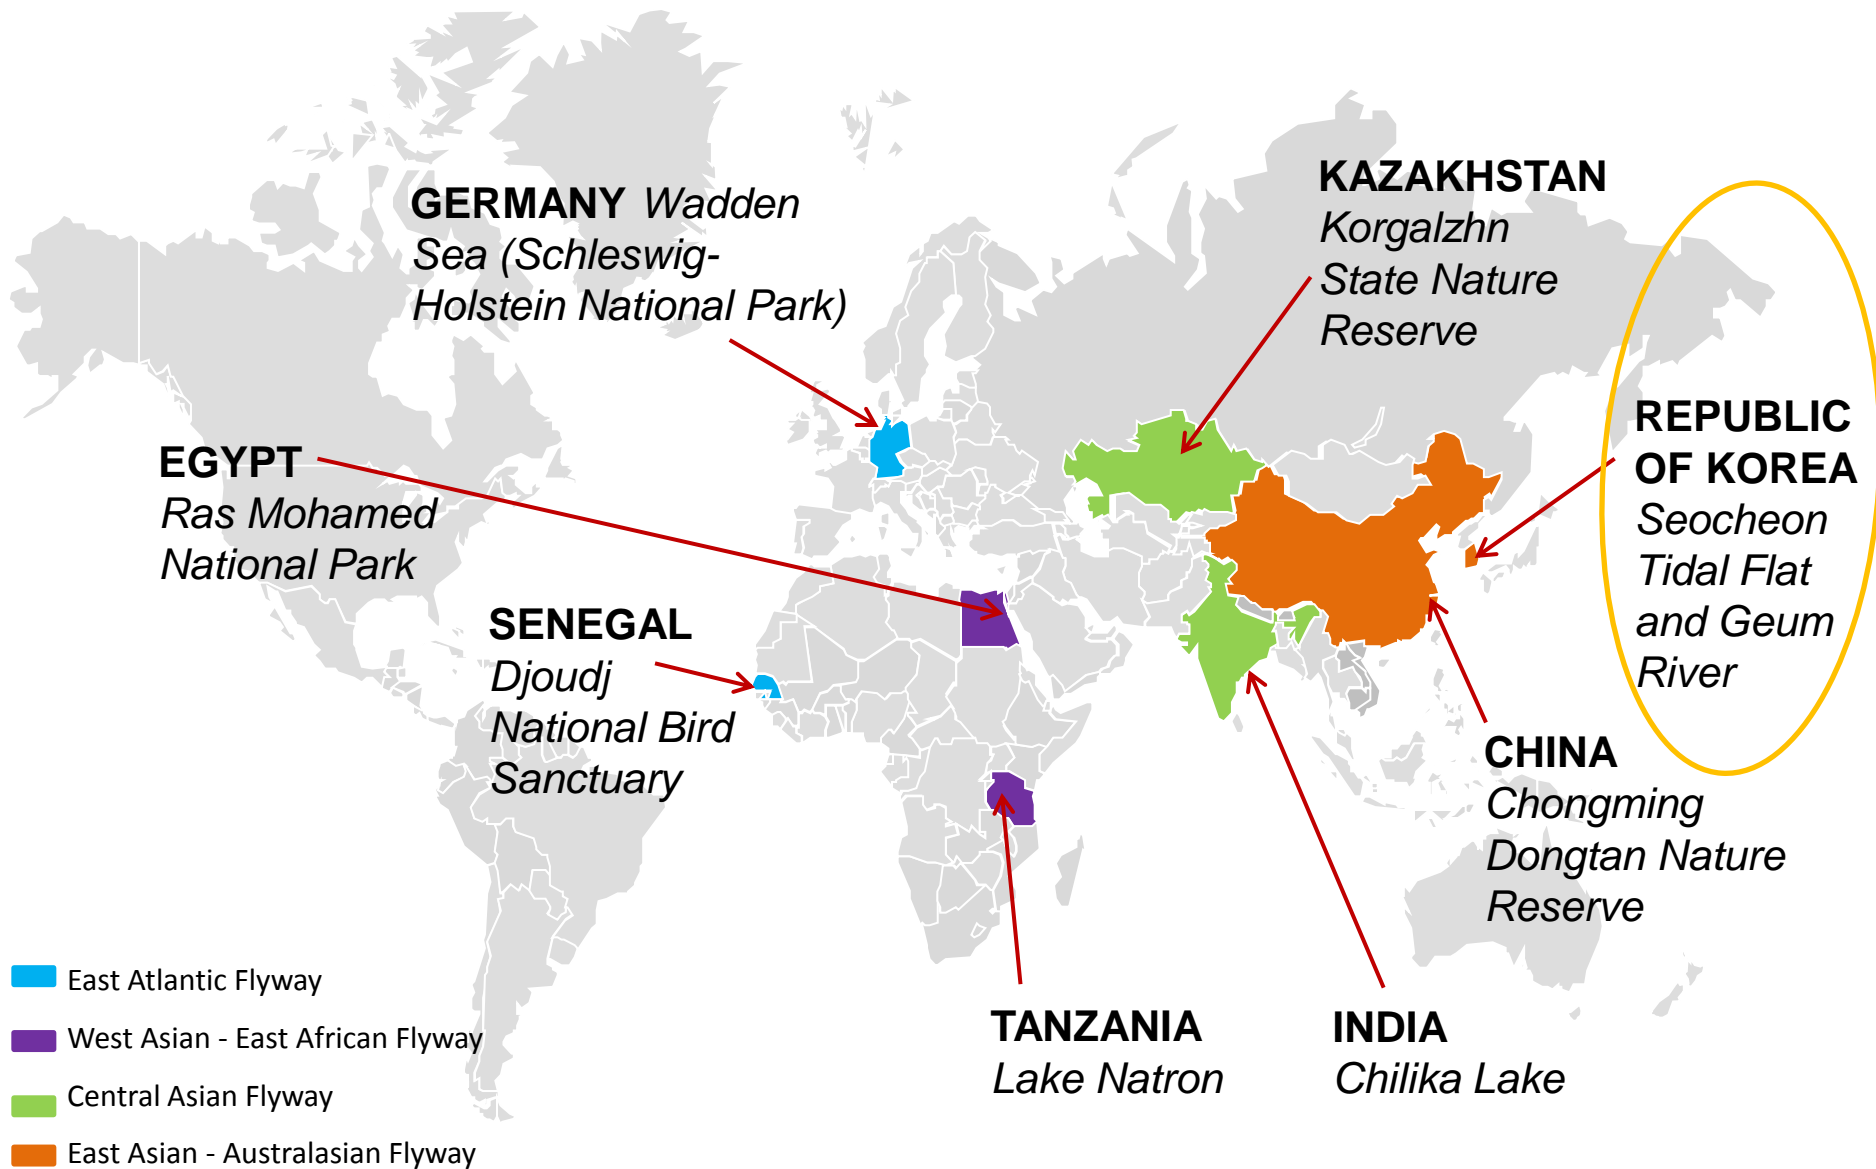 GERMANY Wadden
Sea (Schleswig-
Holstein National Park)
KAZAKHSTAN
Korgalzhn
State Nature
Reserve
REPUBLIC
OF KOREA
Seocheon
Tidal Flat
and Geum
River
EGYPT
Ras Mohamed
National Park
SENEGAL
Djoudj
National Bird
Sanctuary
CHINA
Chongming
Dongtan Nature
Reserve
TANZANIA
Lake Natron
INDIA
Chilika Lake
East Atlantic Flyway
West Asian - East African Flyway
Central Asian Flyway
East Asian - Australasian Flyway